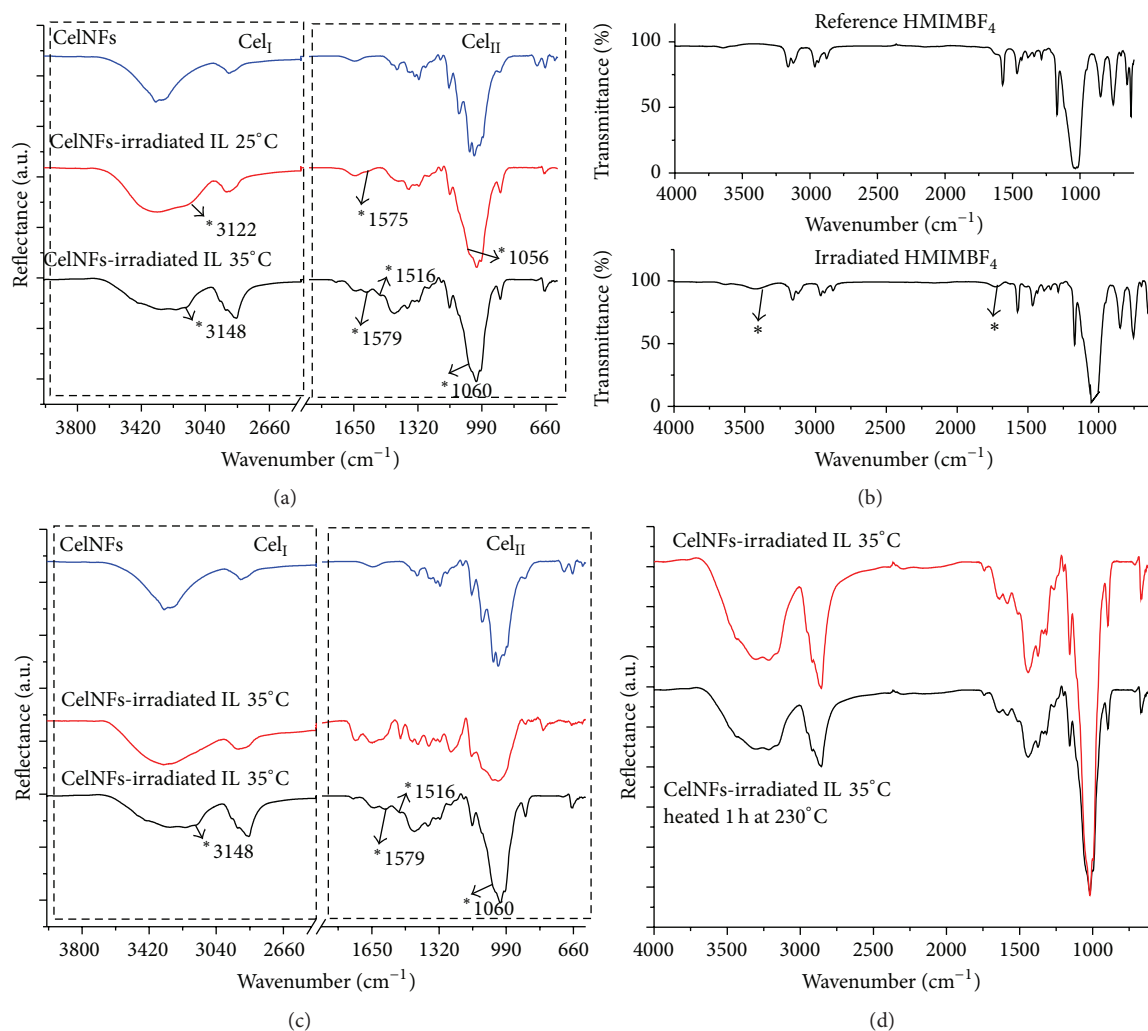 CelNFs
Cel_I
Cel_II
CelNFs-irradiated IL 25°C
*3122
*1575
*1056
CelNFs-irradiated IL 35°C
*1516
*3148
*1579
*1060
Reflectance (a.u.)
3800 3420 3040 2660 1650 1320 990 660
Wavenumber (cm⁻¹)
(a)
Reference HMIMBF₄
Transmittance (%)
100
50
0
4000 3500 3000 2500 2000 1500 1000
Wavenumber (cm⁻¹)
Irradiated HMIMBF₄
Transmittance (%)
100
50
0
*
*
4000 3500 3000 2500 2000 1500 1000
Wavenumber (cm⁻¹)
(b)
CelNFs
Cel_I
Cel_II
CelNFs-irradiated IL 35°C
CelNFs-irradiated IL 35°C
*1516
*3148
*1579
*1060
Reflectance (a.u.)
3800 3420 3040 2660 1650 1320 990 660
Wavenumber (cm⁻¹)
(c)
CelNFs-irradiated IL 35°C
CelNFs-irradiated IL 35°C
heated 1 h at 230°C
Reflectance (a.u.)
4000 3500 3000 2500 2000 1500 1000
Wavenumber (cm⁻¹)
(d)